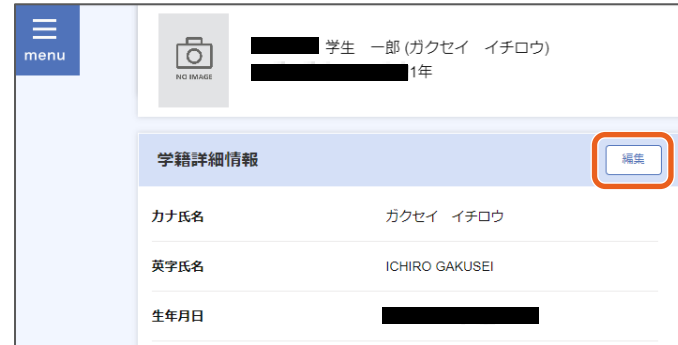 menu
NO IMAGE
学生　一郎 (ガクセイ　イチロウ)
1年
学籍詳細情報
編集
カナ氏名 ガクセイ　イチロウ
英字氏名 ICHIRO GAKUSEI
生年月日